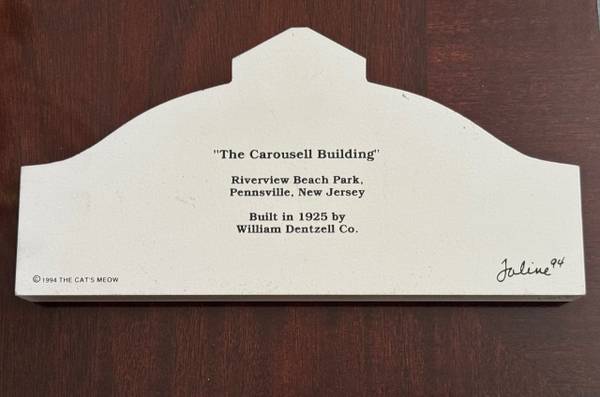 "The Carousell Building"
Riverview Beach Park,
Pennsville, New Jersey
Built in 1925 by
William Dentzell Co.
© 1994 THE CAT'S MEOW
Faline 94